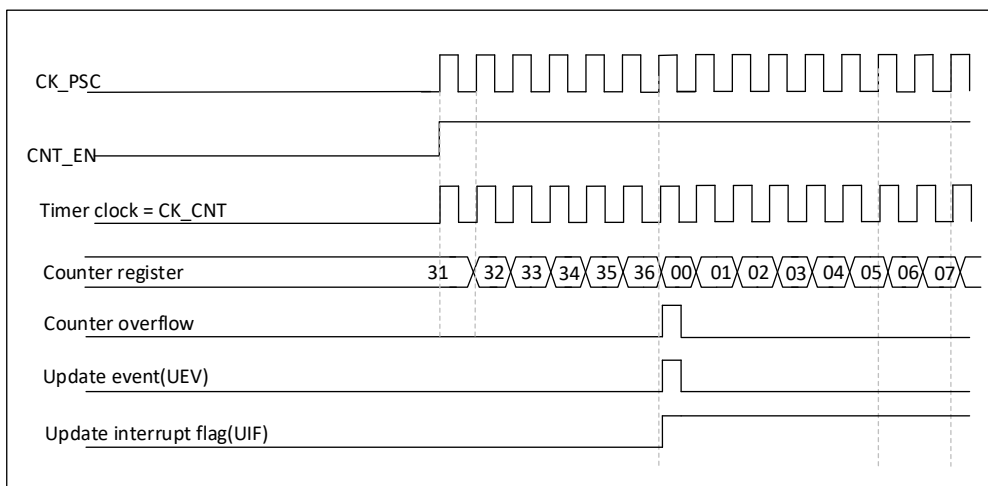 CK_PSC
CNT_EN
Timer clock = CK_CNT
Counter register 31 32 33 34 35 36 00 01 02 03 04 05 06 07
Counter overflow
Update event(UEV)
Update interrupt flag(UIF)